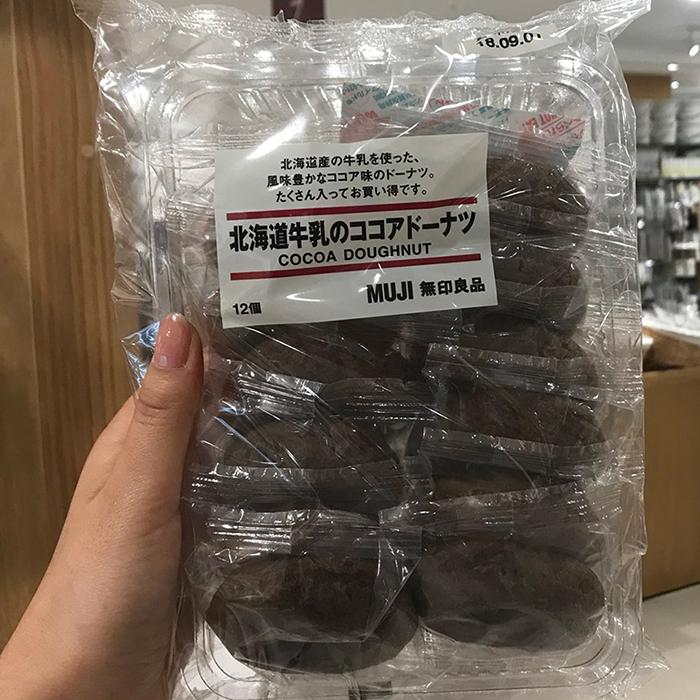 18.09.01
北海道産の牛乳を使った、
風味豊かなココア味のドーナツ。
たくさん入ってお買い得です。
北海道牛乳のココアドーナツ
COCOA DOUGHNUT
12個
MUJI 無印良品